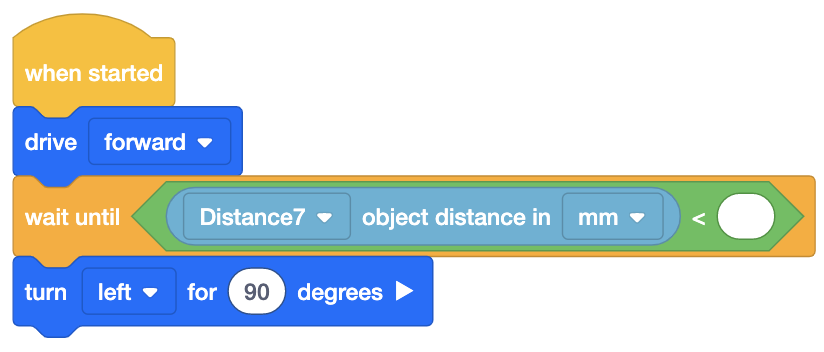 when started
drive forward
wait until Distance7 object distance in mm <
turn left for 90 degrees